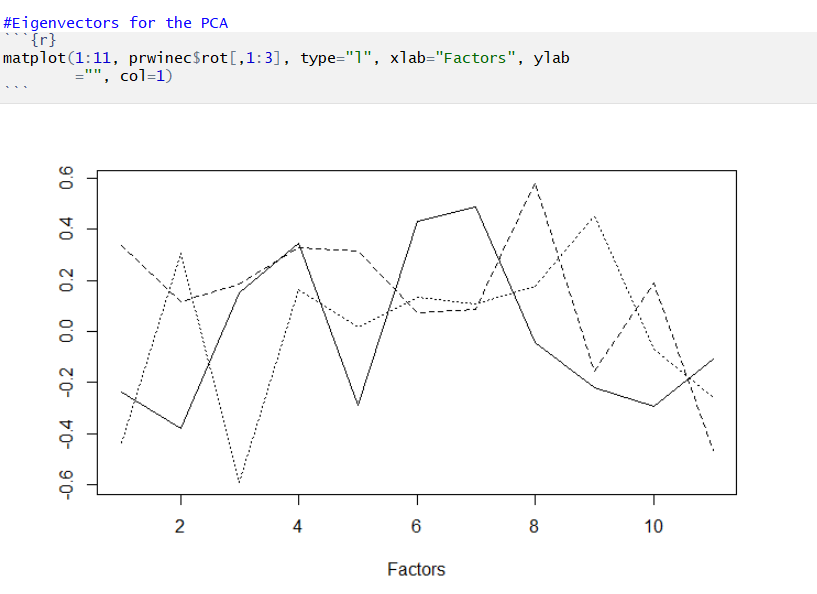 #Eigenvectors for the PCA
```{r}
matplot(1:11, prwinec$rot[,1:3], type="l", xlab="Factors", ylab
="", col=1)
```
0.6
0.4
0.2
0.0
-0.2
-0.4
-0.6
2 4 6 8 10
Factors